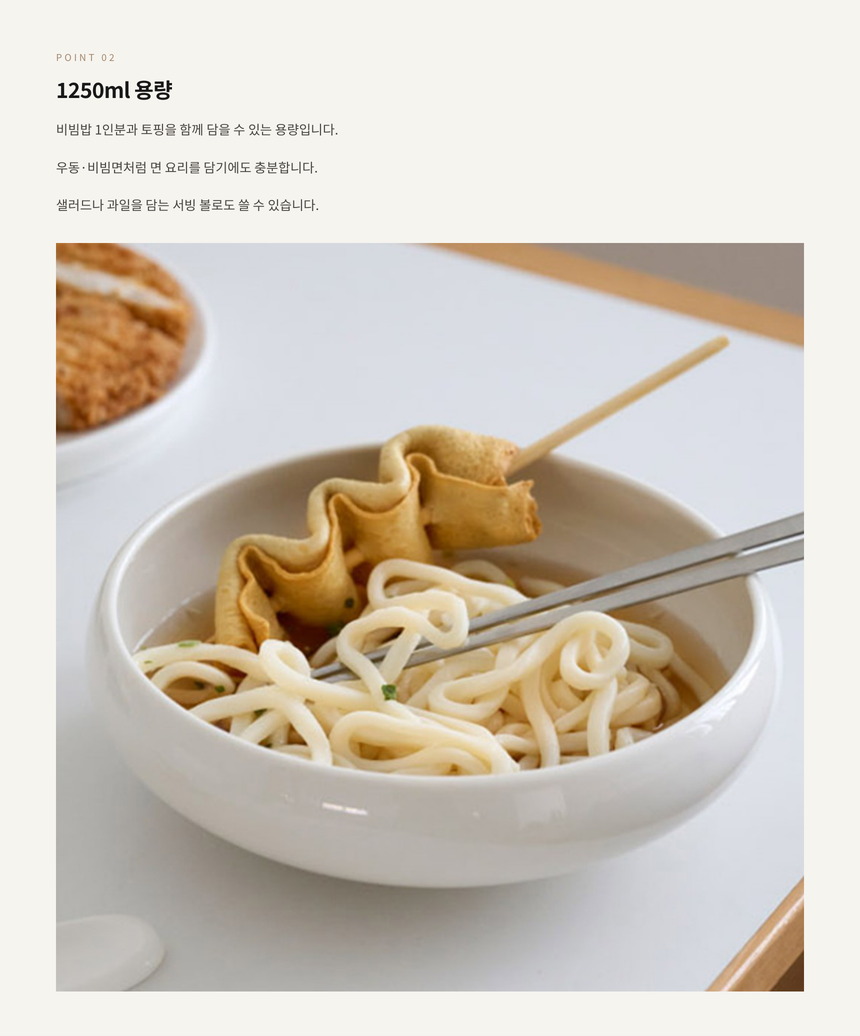 POINT 02
1250ml 용량
비빔밥 1인분과 토핑을 함께 담을 수 있는 용량입니다.
우동·비빔면처럼 면 요리를 담기에도 충분합니다.
샐러드나 과일을 담는 서빙 볼로도 쓸 수 있습니다.